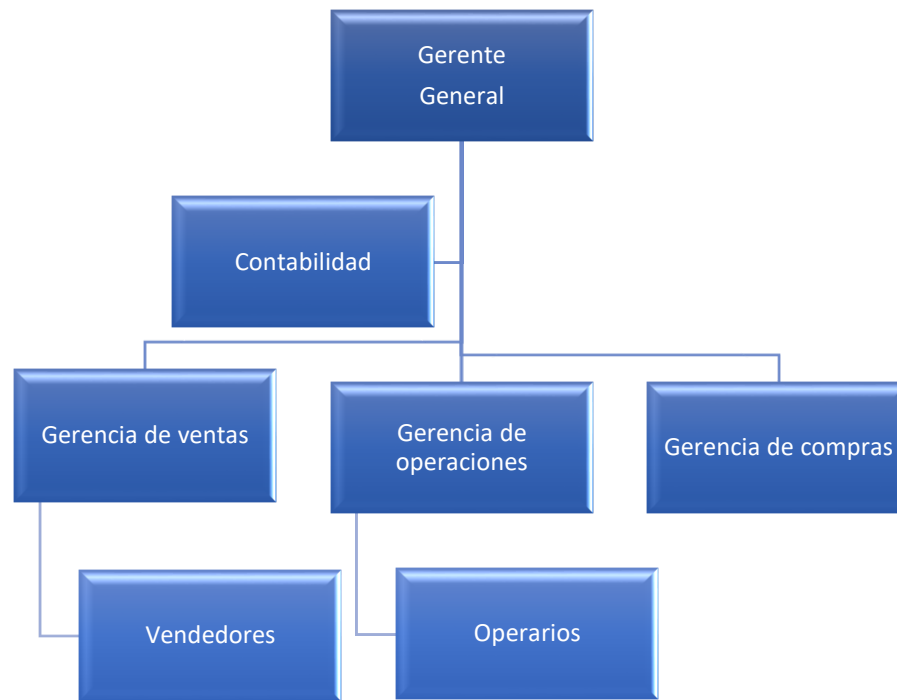 Gerente
General
Contabilidad
Gerencia de ventas
Gerencia de
operaciones
Gerencia de compras
Vendedores
Operarios